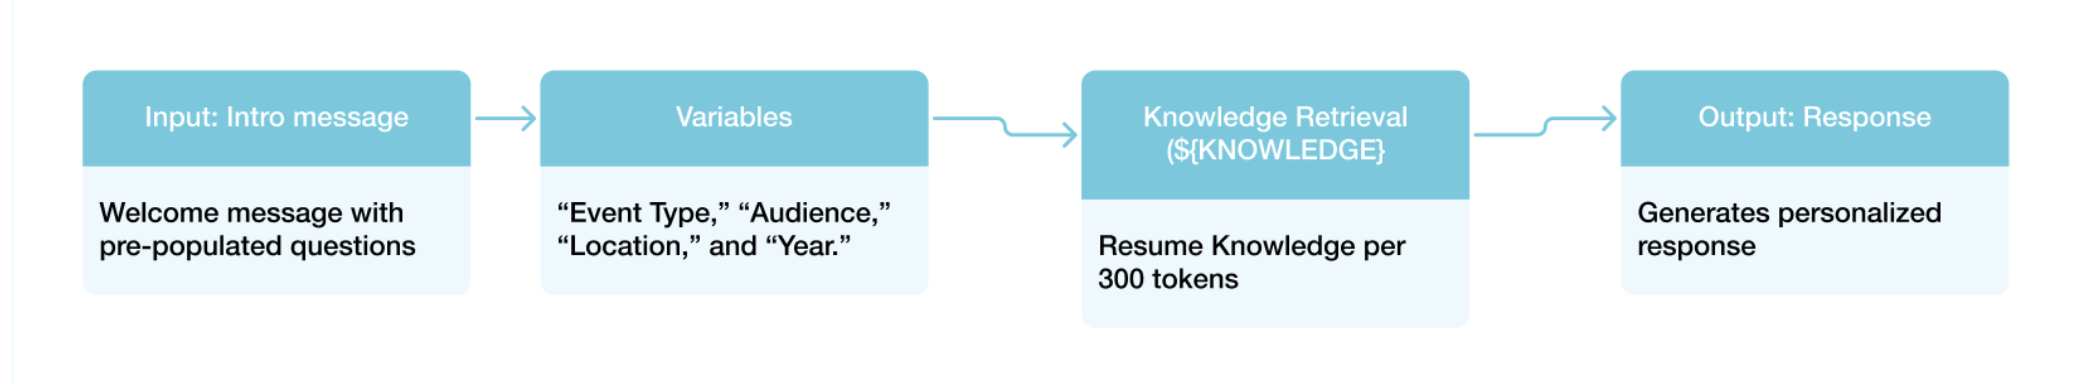 Input: Intro message
Welcome message with
pre-populated questions
Variables
“Event Type,” “Audience,”
“Location,” and “Year.”
Knowledge Retrieval
(${KNOWLEDGE}
Resume Knowledge per
300 tokens
Output: Response
Generates personalized
response